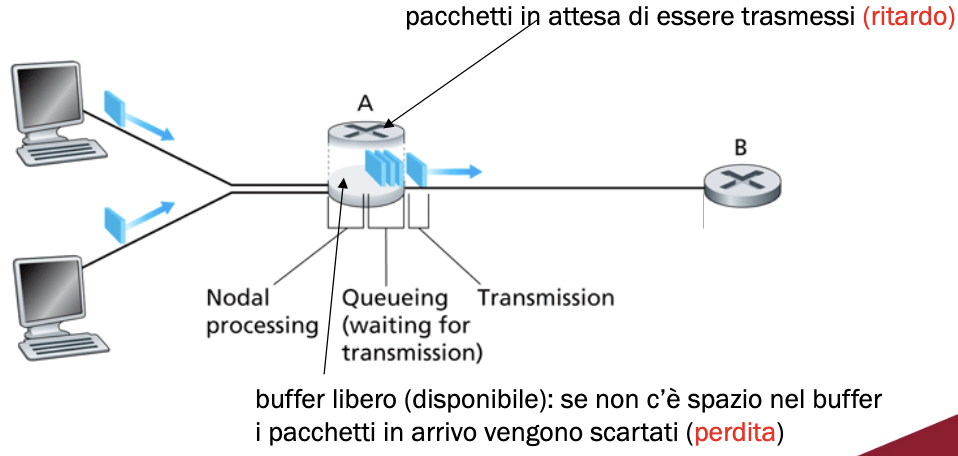 pacchetti in attesa di essere trasmessi (ritardo)
A
B
Nodal
processing
Queueing
(waiting for
transmission)
Transmission
buffer libero (disponibile): se non c'è spazio nel buffer
i pacchetti in arrivo vengono scartati (perdita)